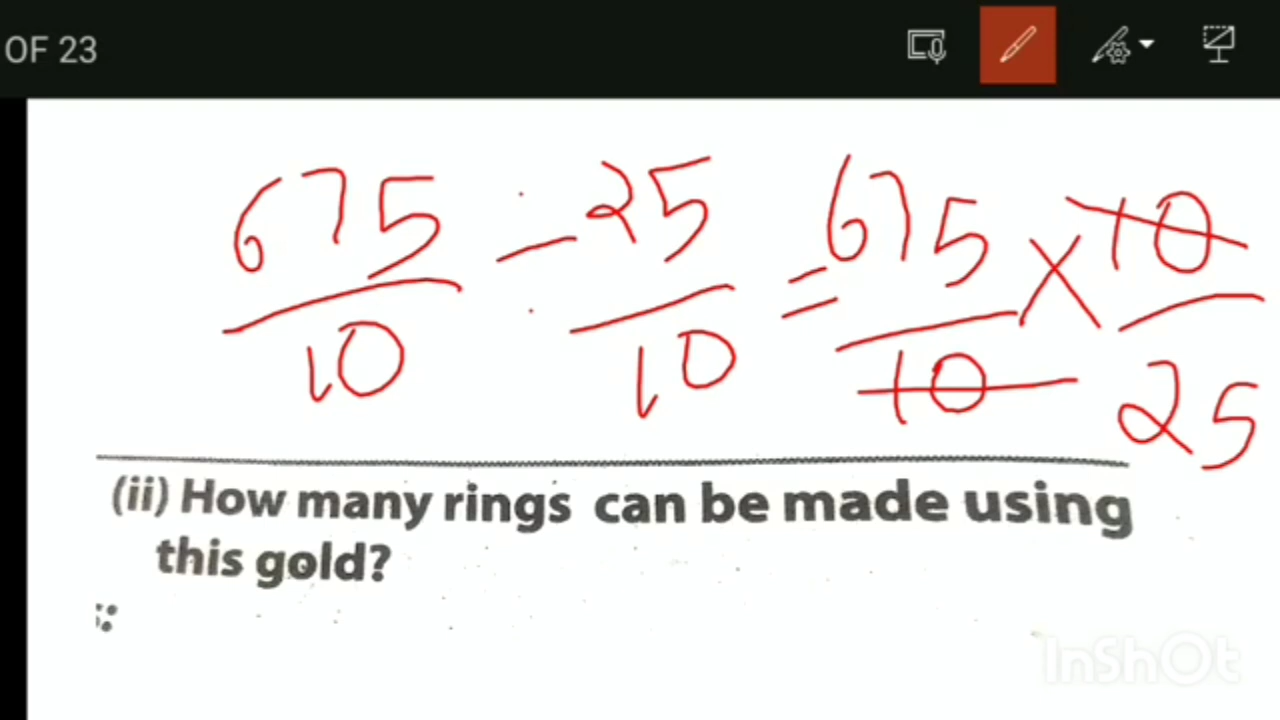 OF 23
675/10 ÷ 25/10 = 675/10 × 10/25
(ii) How many rings can be made using
this gold?
InShOt